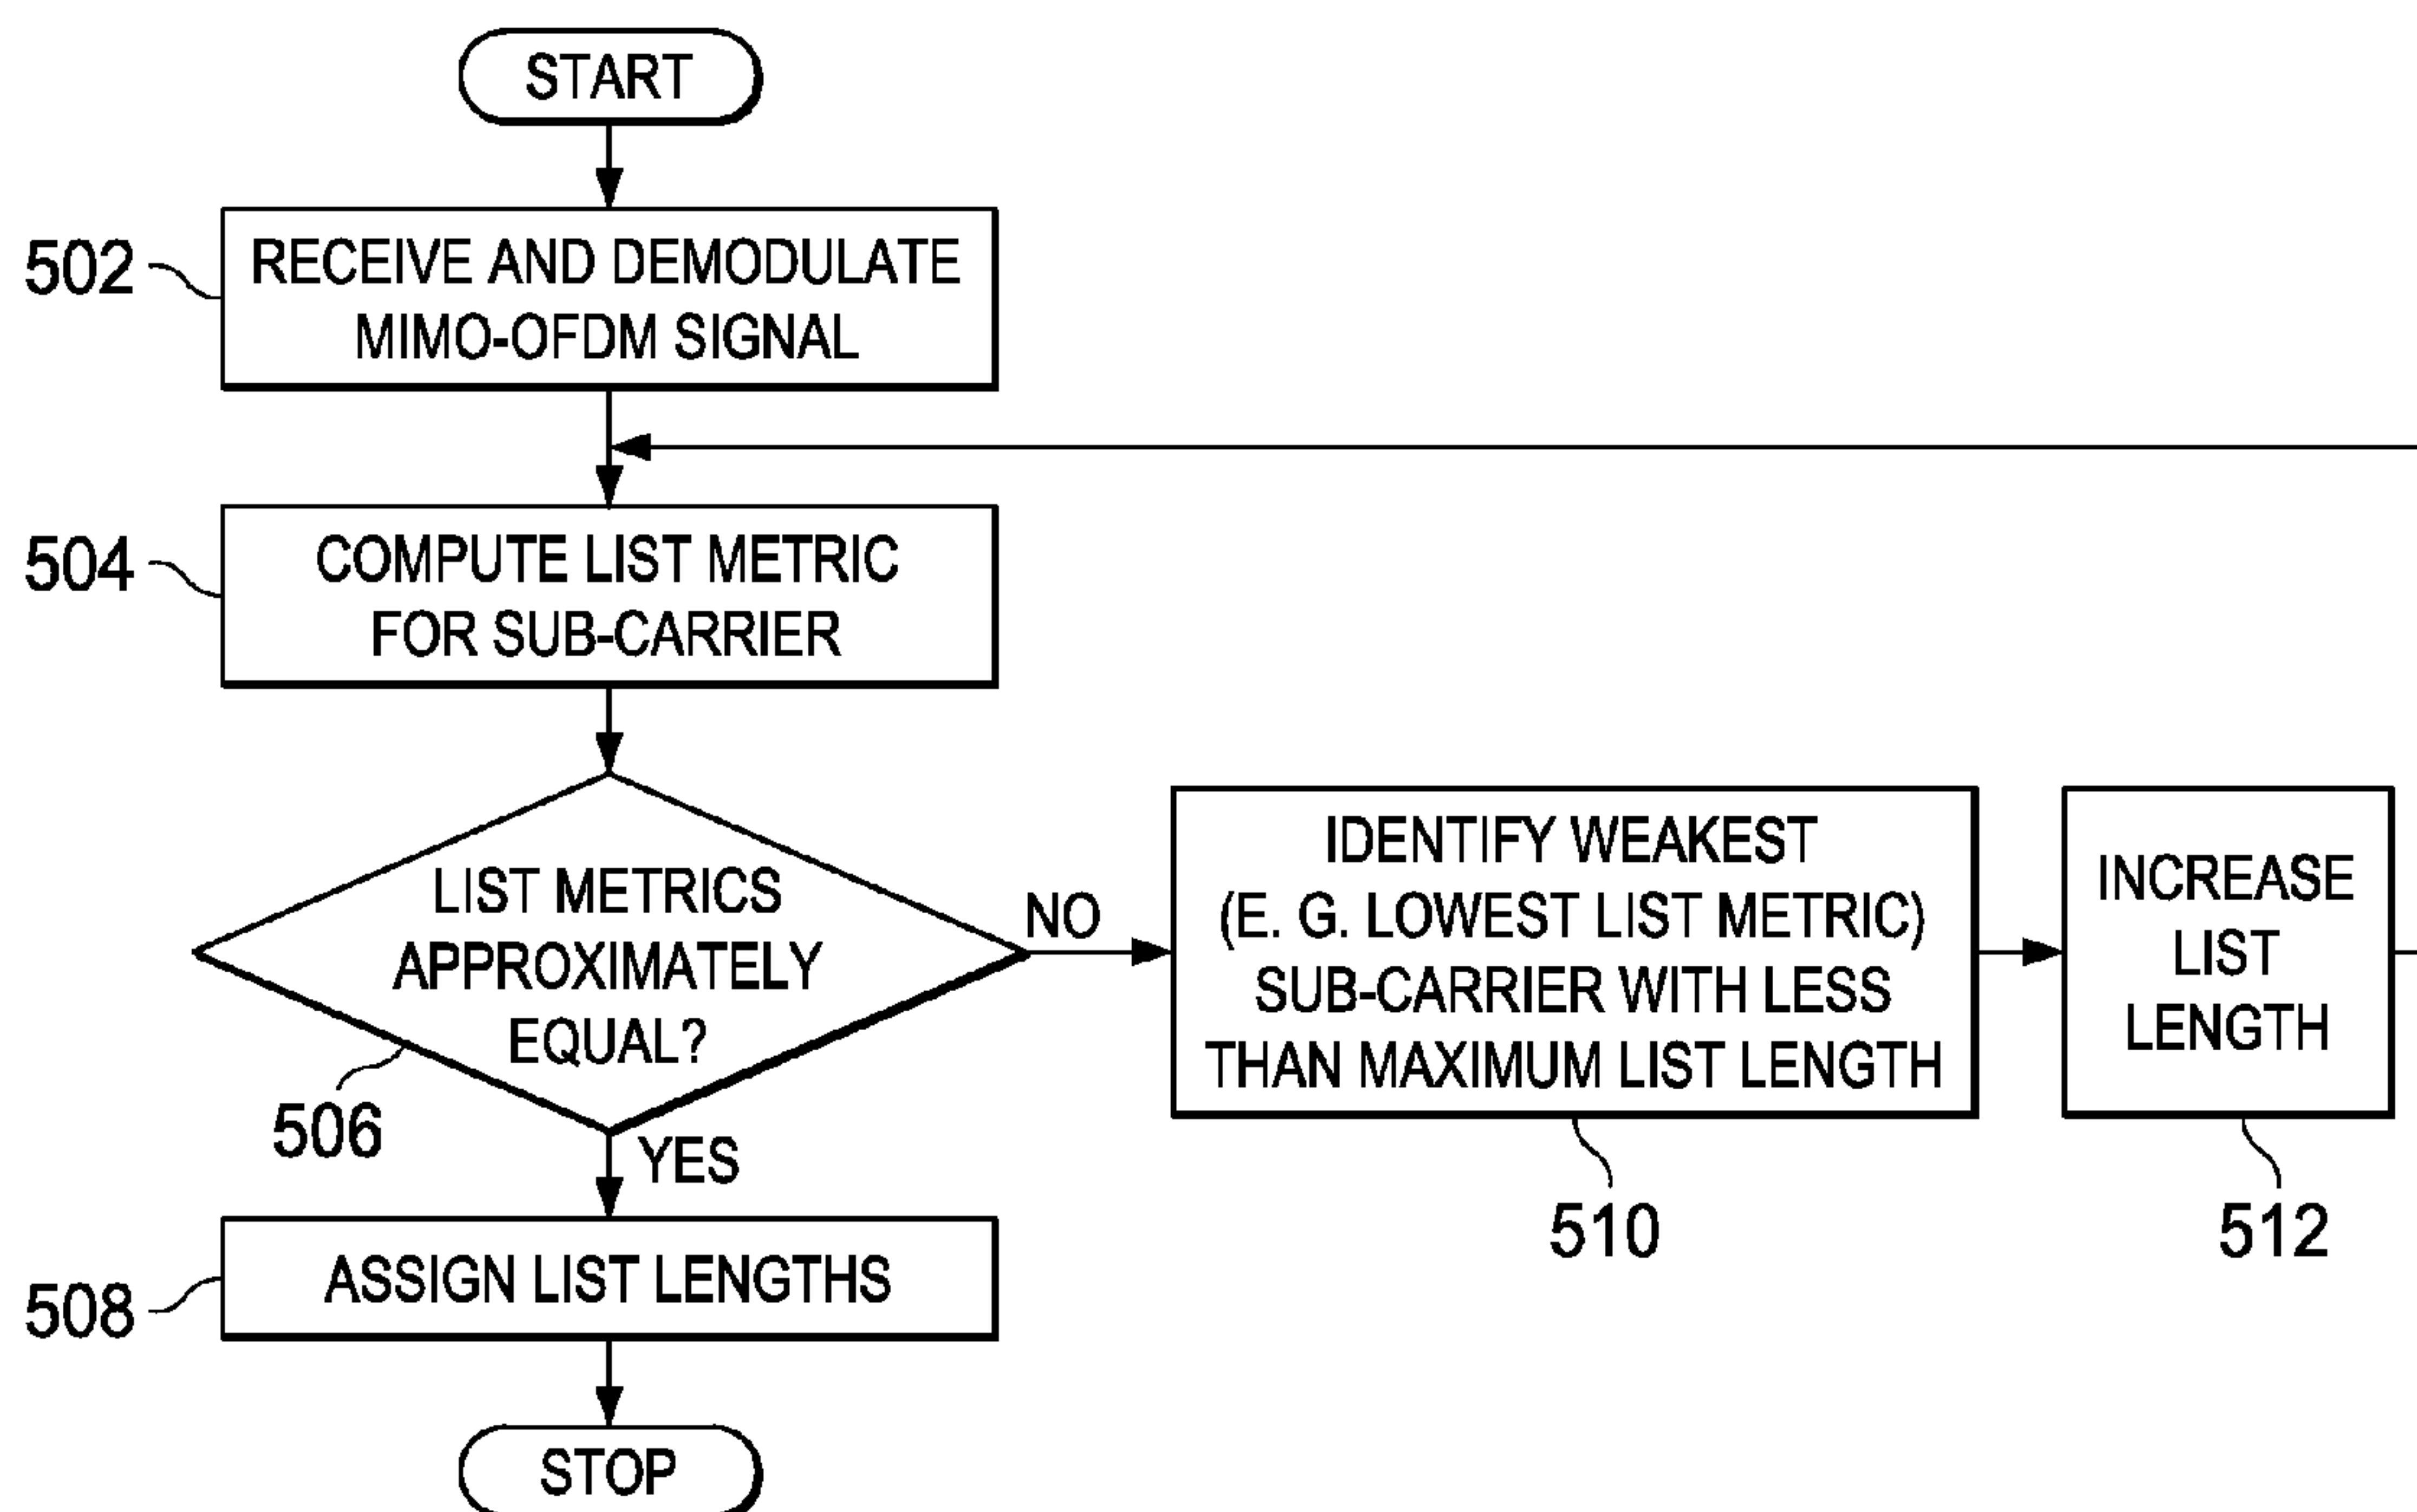 START
502
RECEIVE AND DEMODULATE
MIMO-OFDM SIGNAL
504
COMPUTE LIST METRIC
FOR SUB-CARRIER
LIST METRICS
APPROXIMATELY
EQUAL?
506
NO
IDENTIFY WEAKEST
(E. G. LOWEST LIST METRIC)
SUB-CARRIER WITH LESS
THAN MAXIMUM LIST LENGTH
510
INCREASE
LIST
LENGTH
512
YES
508
ASSIGN LIST LENGTHS
STOP